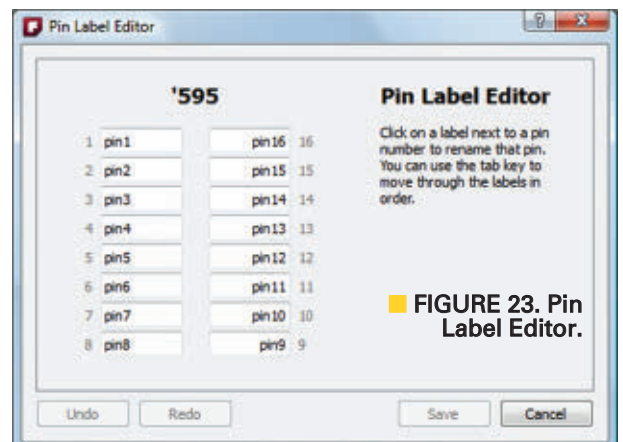 Pin Label Editor
'595
1 pin1 pin16 16
2 pin2 pin15 15
3 pin3 pin14 14
4 pin4 pin13 13
5 pin5 pin12 12
6 pin6 pin11 11
7 pin7 pin10 10
8 pin8 pin9 9
Pin Label Editor
Click on a label next to a pin
number to rename that pin.
You can use the tab key to
move through the labels in
order.
FIGURE 23. Pin
Label Editor.
Undo Redo Save Cancel